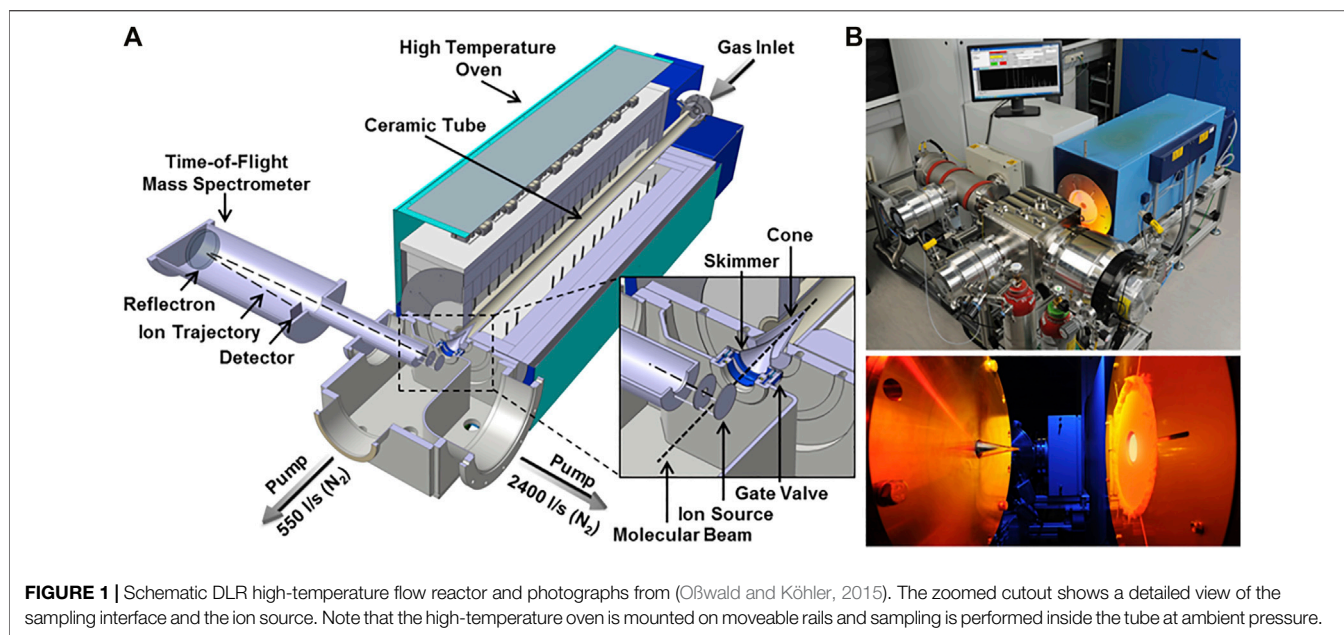 A
High Temperature
Oven
Gas Inlet
B
Ceramic Tube
Time-of-Flight
Mass Spectrometer
Cone
Skimmer
Reflectron
Ion Trajectory
Detector
Pump
550 l/s (N₂)
Pump
2400 l/s (N₂)
Gate Valve
Ion Source
Molecular Beam
FIGURE 1 | Schematic DLR high-temperature flow reactor and photographs from (Oßwald and Köhler, 2015). The zoomed cutout shows a detailed view of the
sampling interface and the ion source. Note that the high-temperature oven is mounted on moveable rails and sampling is performed inside the tube at ambient pressure.